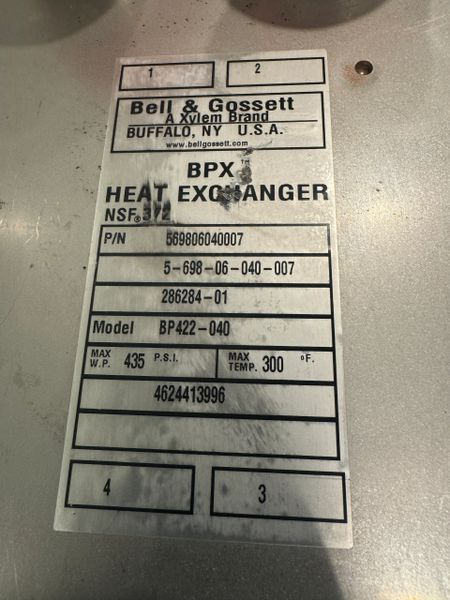 1 2
Bell & Gossett
A Xylem Brand
BUFFALO, NY U.S.A.
www.bellgossett.com
BPX™
HEAT EXCHANGER
NSF® 372
P/N 569806040007
5-698-06-040-007
286284-01
Model BP422-040
MAX W.P. 435 P.S.I. MAX TEMP. 300 °F.
4624413996
4 3